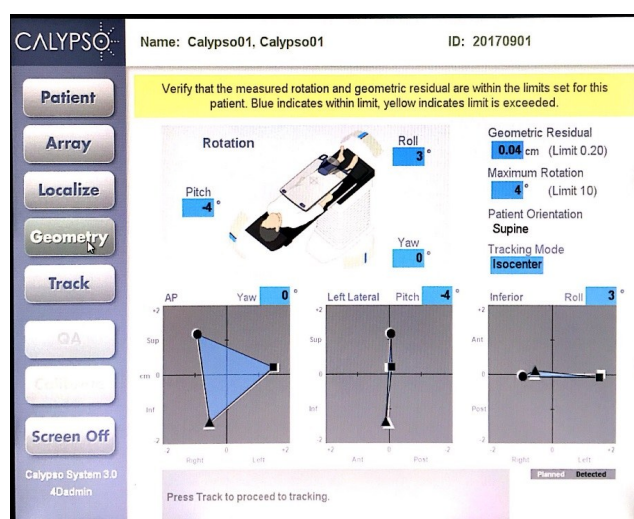 CALYPSO
Name: Calypso01, Calypso01
ID: 20170901
Patient
Array
Localize
Geometry
Track
QA
Screen Off
Calypso System 3.0
4Dadmin
Verify that the measured rotation and geometric residual are within the limits set for this
patient. Blue indicates within limit, yellow indicates limit is exceeded.
Rotation
Roll
3 °
Pitch
-4 °
Yaw
0 °
Geometric Residual
0.04 cm (Limit 0.20)
Maximum Rotation
4 ° (Limit 10)
Patient Orientation
Supine
Tracking Mode
Isocenter
AP Yaw 0 °
+2
Sup
cm 0
Inf
-2
-2 0 +2
Right Left
Left Lateral Pitch -4 °
+2
Sup
0
Inf
-2
-2 0 +2
Ant Post
Inferior Roll 3 °
+2
Ant
0
Post
-2
-2 0 +2
Right Left
Planned Detected
Press Track to proceed to tracking.